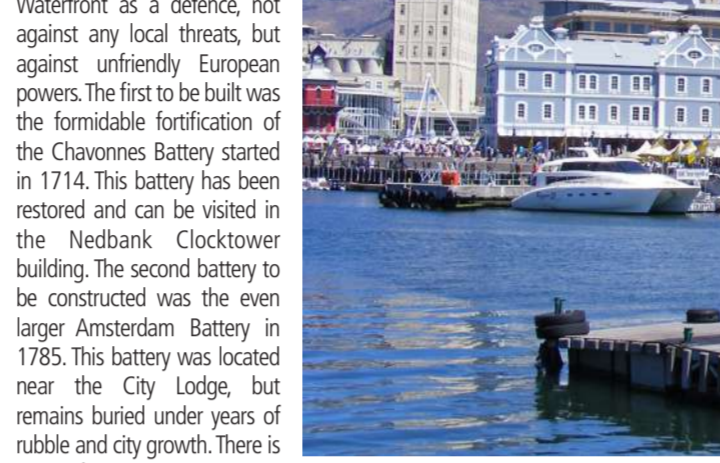 Waterfront as a defence, not
against any local threats, but
against unfriendly European
powers. The first to be built was
the formidable fortification of
the Chavonnes Battery started
in 1714. This battery has been
restored and can be visited in
the Nedbank Clocktower
building. The second battery to
be constructed was the even
larger Amsterdam Battery in
1785. This battery was located
near the City Lodge, but
remains buried under years of
rubble and city growth. There is